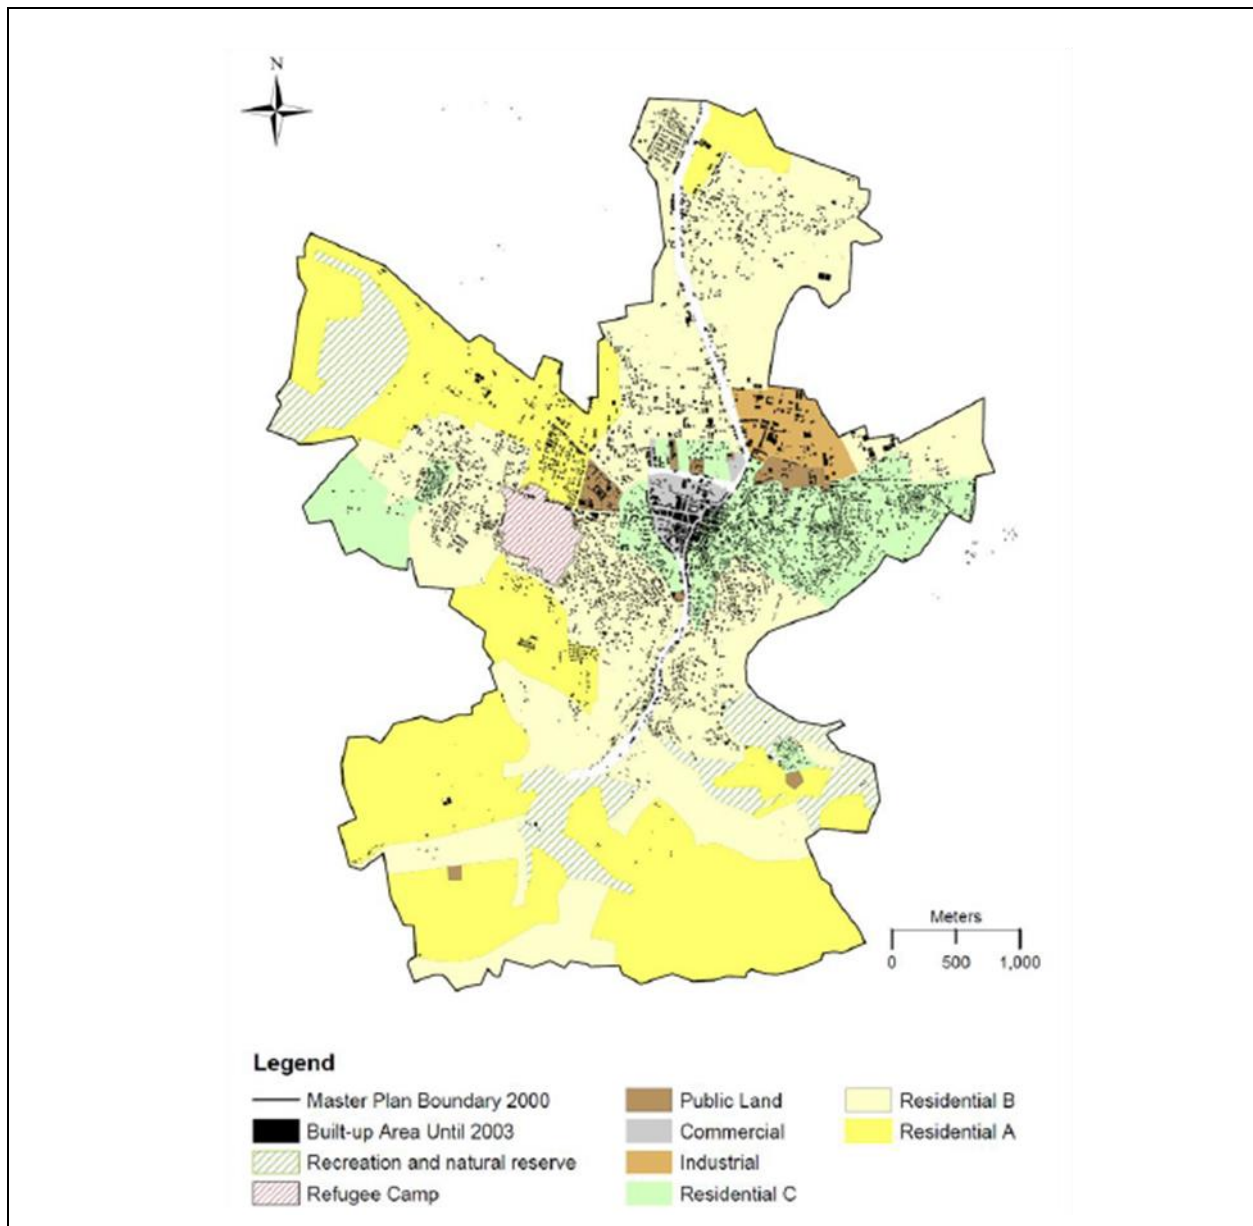 N
Meters
0 500 1,000
Legend
Master Plan Boundary 2000
Built-up Area Until 2003
Recreation and natural reserve
Refugee Camp
Public Land
Commercial
Industrial
Residential C
Residential B
Residential A